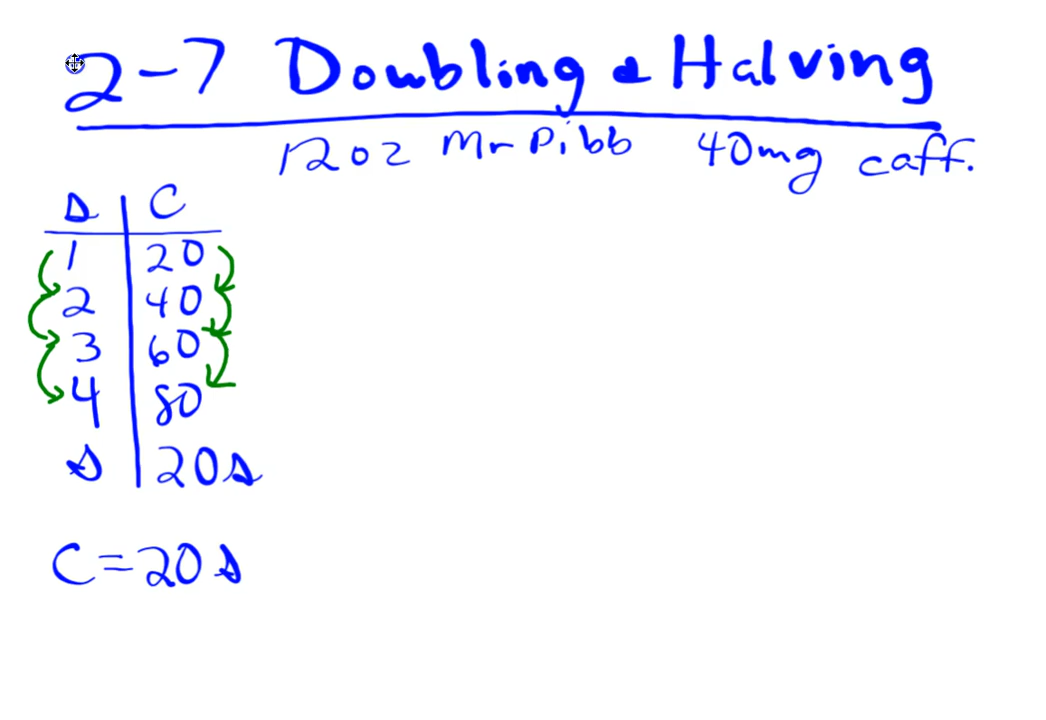 2-7 Doubling & Halving
12oz Mr Pibb 40mg caff.
s C
1 20
2 40
3 60
4 80
s 20s
C=20s